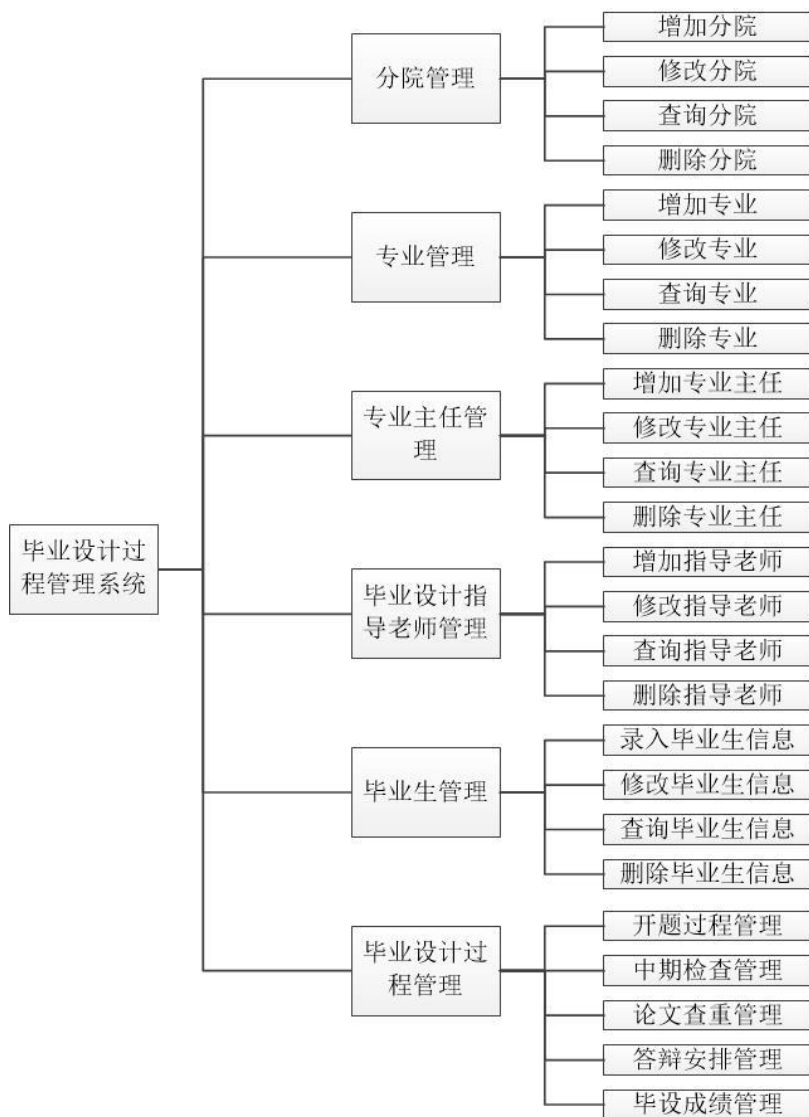 毕业设计过
程管理系统
分院管理
增加分院
修改分院
查询分院
删除分院
专业管理
增加专业
修改专业
查询专业
删除专业
专业主任管
理
增加专业主任
修改专业主任
查询专业主任
删除专业主任
毕业设计指
导老师管理
增加指导老师
修改指导老师
查询指导老师
删除指导老师
毕业生管理
录入毕业生信息
修改毕业生信息
查询毕业生信息
删除毕业生信息
毕业设计过
程管理
开题过程管理
中期检查管理
论文查重管理
答辩安排管理
毕设成绩管理